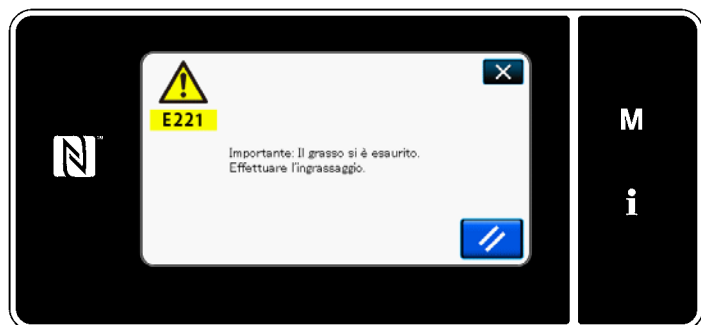 E221
Importante: Il grasso si è esaurito.
Effettuare l'ingrassaggio.
M
i